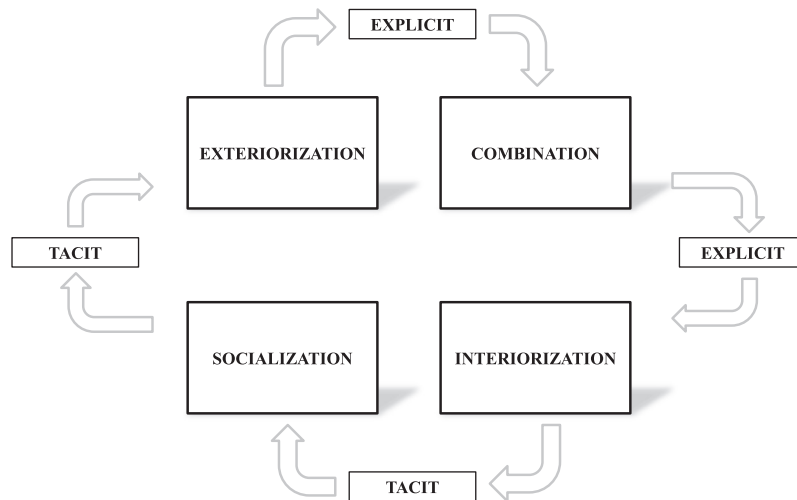 EXPLICIT
EXTERIORIZATION
COMBINATION
TACIT
EXPLICIT
SOCIALIZATION
INTERIORIZATION
TACIT